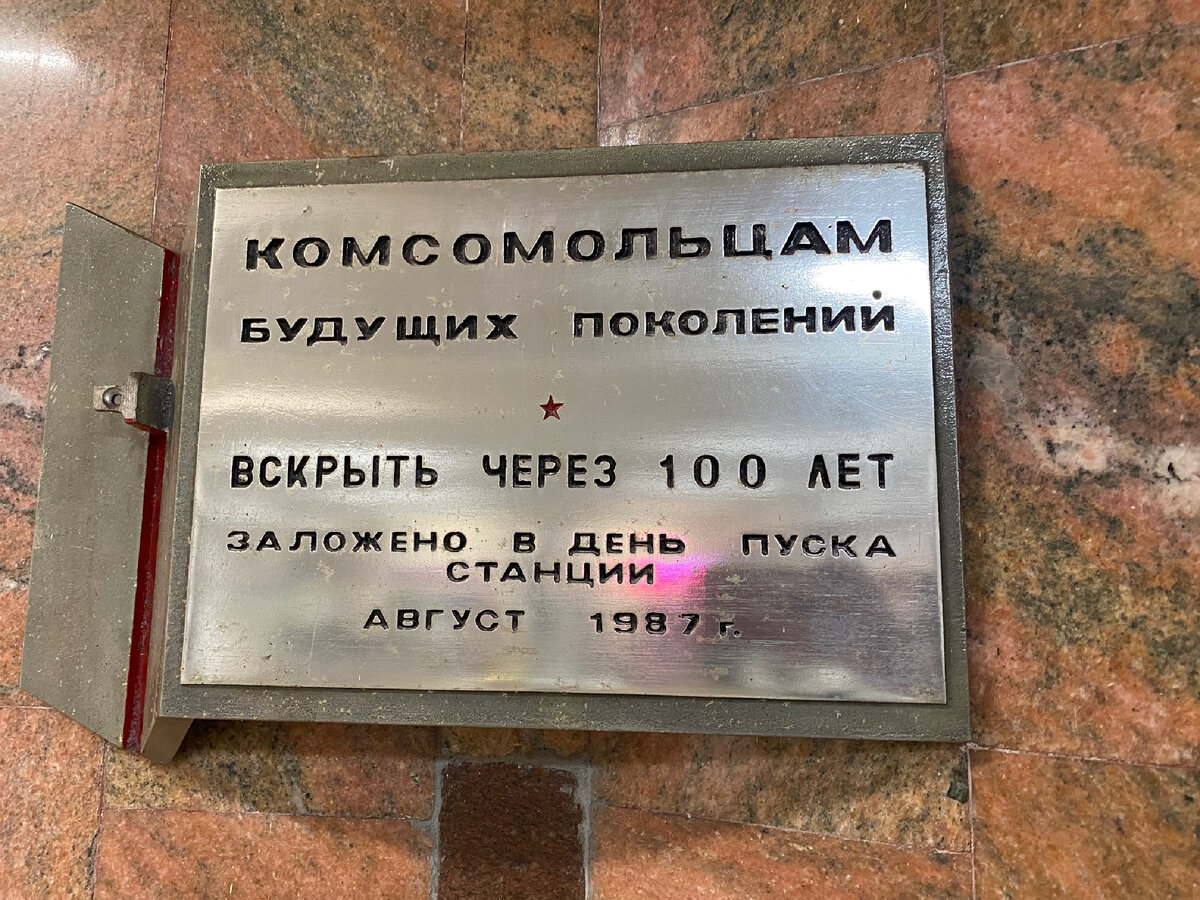 КОМСОМОЛЬЦАМ
БУДУЩИХ ПОКОЛЕНИЙ
ВСКРЫТЬ ЧЕРЕЗ 100 ЛЕТ
ЗАЛОЖЕНО В ДЕНЬ ПУСКА
СТАНЦИИ
АВГУСТ 1987 г.